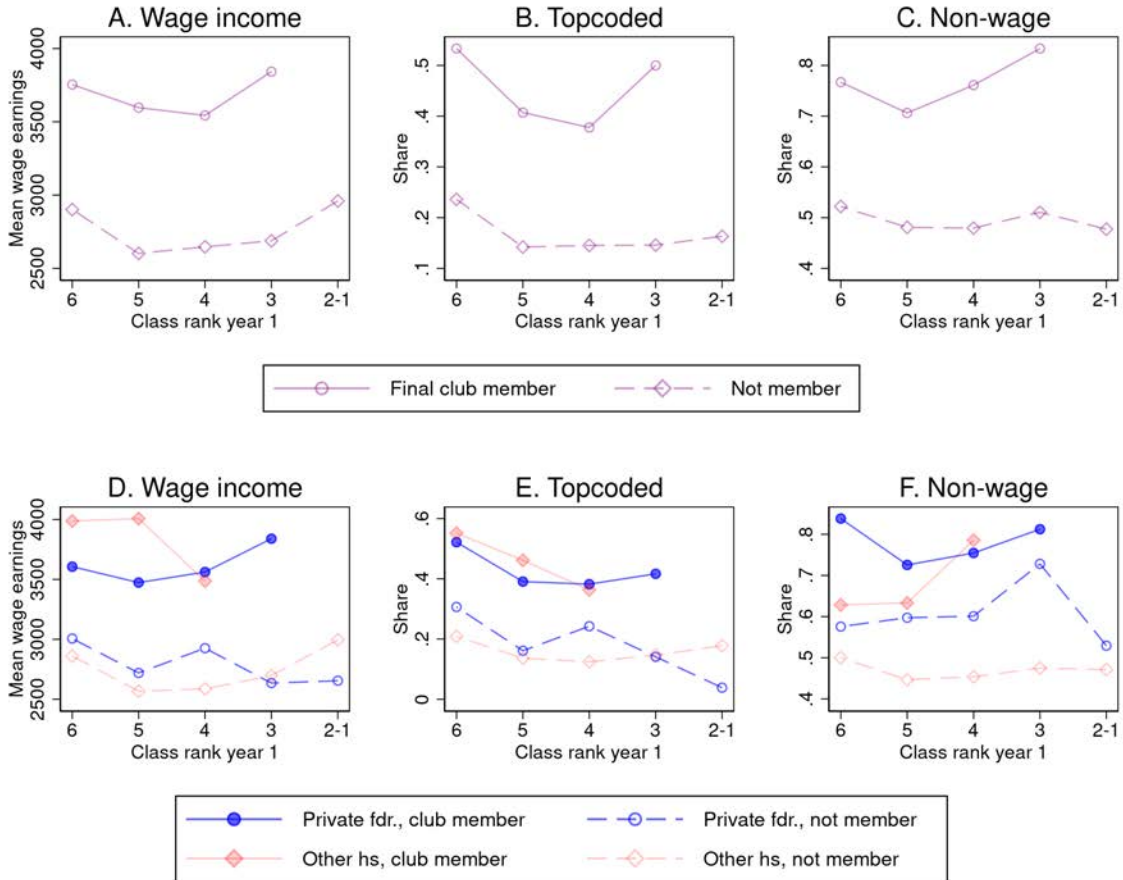 A. Wage income
Mean wage earnings
4000
3500
3000
2500
6 5 4 3 2-1
Class rank year 1
B. Topcoded
Share
.5
.4
.3
.2
.1
6 5 4 3 2-1
Class rank year 1
C. Non-wage
Share
.8
.7
.6
.5
.4
6 5 4 3 2-1
Class rank year 1
Final club member Not member
D. Wage income
Mean wage earnings
4000
3500
3000
2500
6 5 4 3 2-1
Class rank year 1
E. Topcoded
Share
.6
.4
.2
0
6 5 4 3 2-1
Class rank year 1
F. Non-wage
Share
.8
.7
.6
.5
.4
6 5 4 3 2-1
Class rank year 1
Private fdr., club member Private fdr., not member
Other hs, club member Other hs, not member